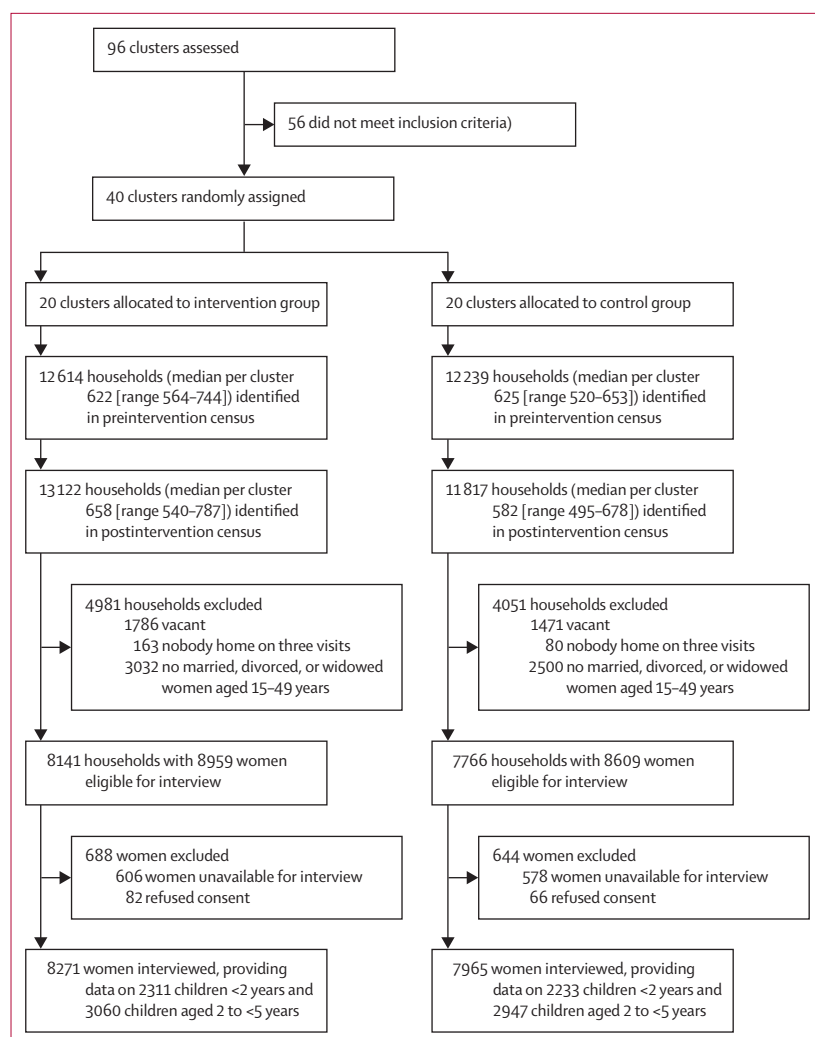 96 clusters assessed
56 did not meet inclusion criteria)
40 clusters randomly assigned
20 clusters allocated to intervention group
20 clusters allocated to control group
12 614 households (median per cluster
622 [range 564–744]) identified
in preintervention census
12 239 households (median per cluster
625 [range 520–653]) identified
in preintervention census
13 122 households (median per cluster
658 [range 540–787]) identified
in postintervention census
11 817 households (median per cluster
582 [range 495–678]) identified
in postintervention census
4981 households excluded
1786 vacant
163 nobody home on three visits
3032 no married, divorced, or widowed
women aged 15–49 years
4051 households excluded
1471 vacant
80 nobody home on three visits
2500 no married, divorced, or widowed
women aged 15–49 years
8141 households with 8959 women
eligible for interview
7766 households with 8609 women
eligible for interview
688 women excluded
606 women unavailable for interview
82 refused consent
644 women excluded
578 women unavailable for interview
66 refused consent
8271 women interviewed, providing
data on 2311 children <2 years and
3060 children aged 2 to <5 years
7965 women interviewed, providing
data on 2233 children <2 years and
2947 children aged 2 to <5 years